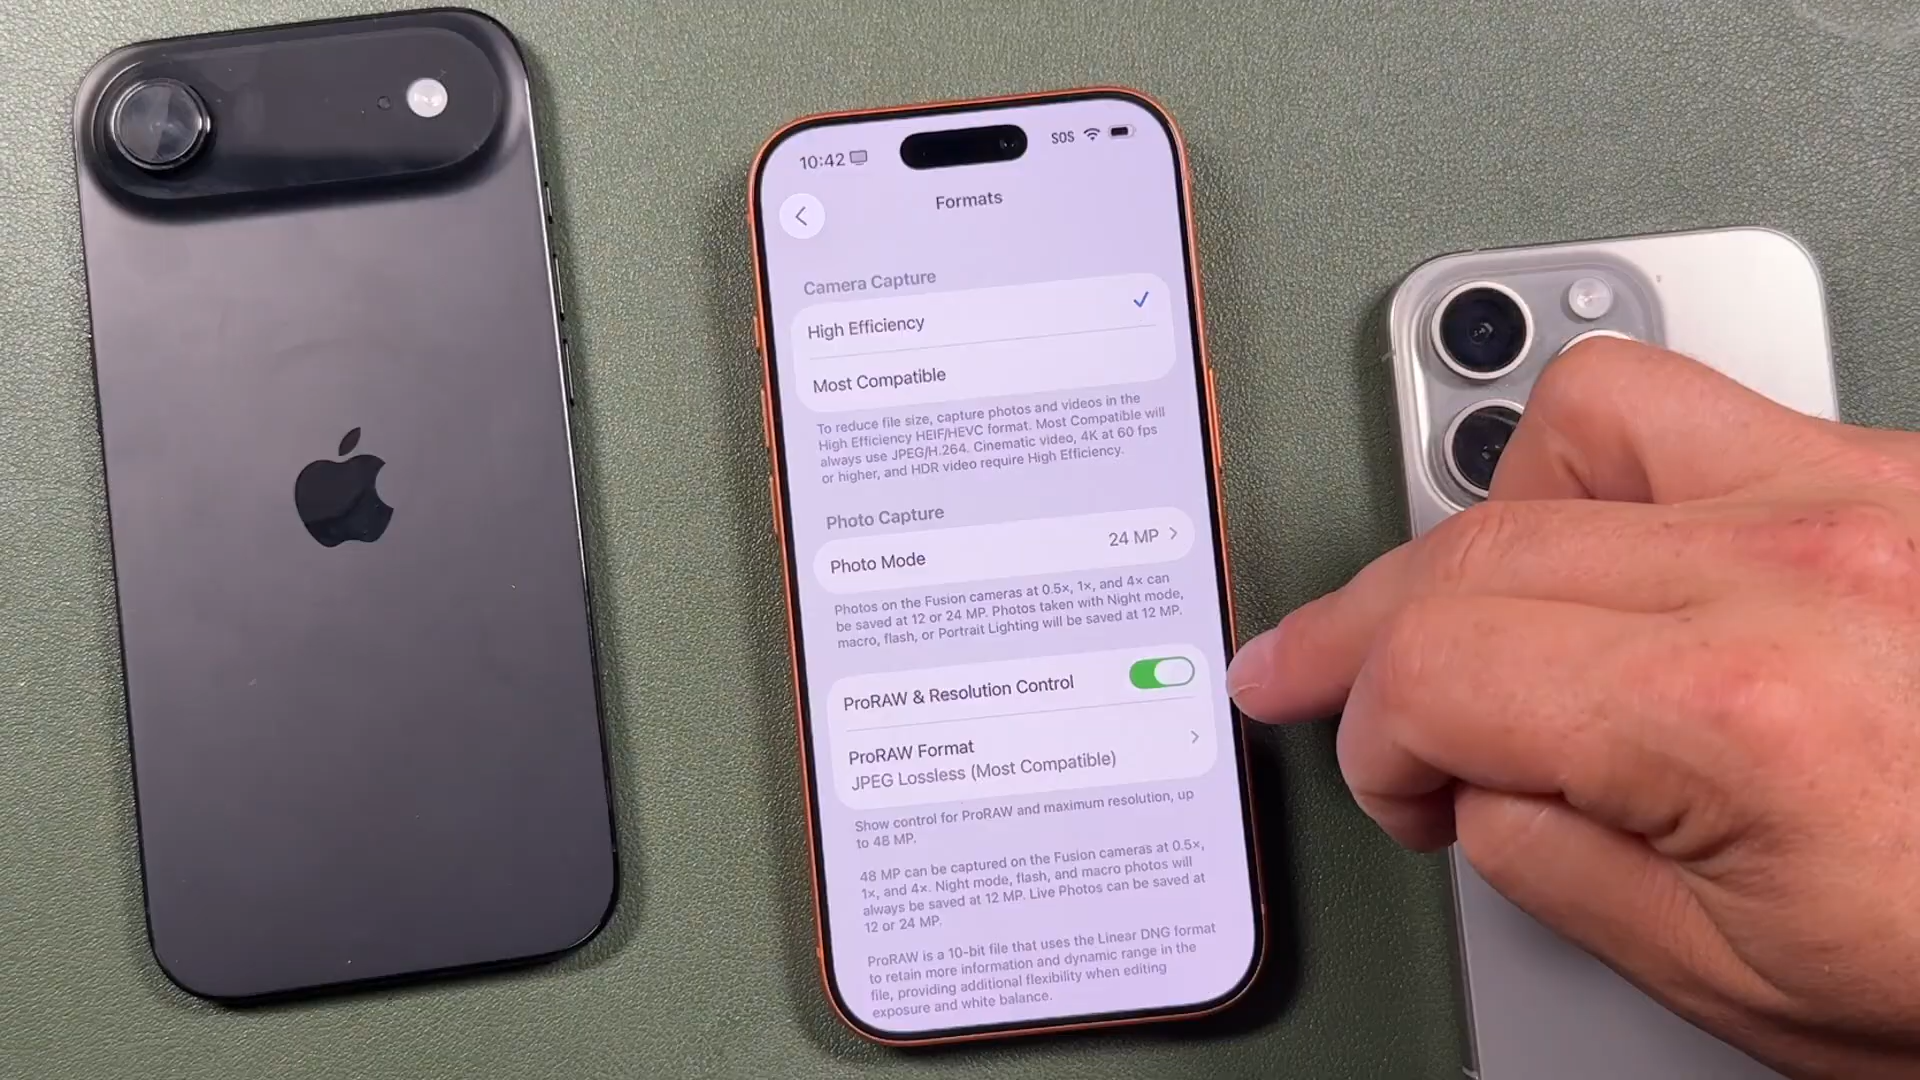 10:42
SOS
Formats
Camera Capture
High Efficiency
Most Compatible
To reduce file size, capture photos and videos in the
High Efficiency HEIF/HEVC format. Most Compatible will
always use JPEG/H.264. Cinematic video, 4K at 60 fps
or higher, and HDR video require High Efficiency.
Photo Capture
Photo Mode 24 MP
Photos on the Fusion cameras at 0.5x, 1x, and 4x can
be saved at 12 or 24 MP. Photos taken with Night mode,
macro, flash, or Portrait Lighting will be saved at 12 MP.
ProRAW & Resolution Control
ProRAW Format
JPEG Lossless (Most Compatible)
Show control for ProRAW and maximum resolution, up
to 48 MP.
48 MP can be captured on the Fusion cameras at 0.5x,
1x, and 4x. Night mode, flash, and macro photos will
always be saved at 12 MP. Live Photos can be saved at
12 or 24 MP.
ProRAW is a 10-bit file that uses the Linear DNG format
to retain more information and dynamic range in the
file, providing additional flexibility when editing
exposure and white balance.